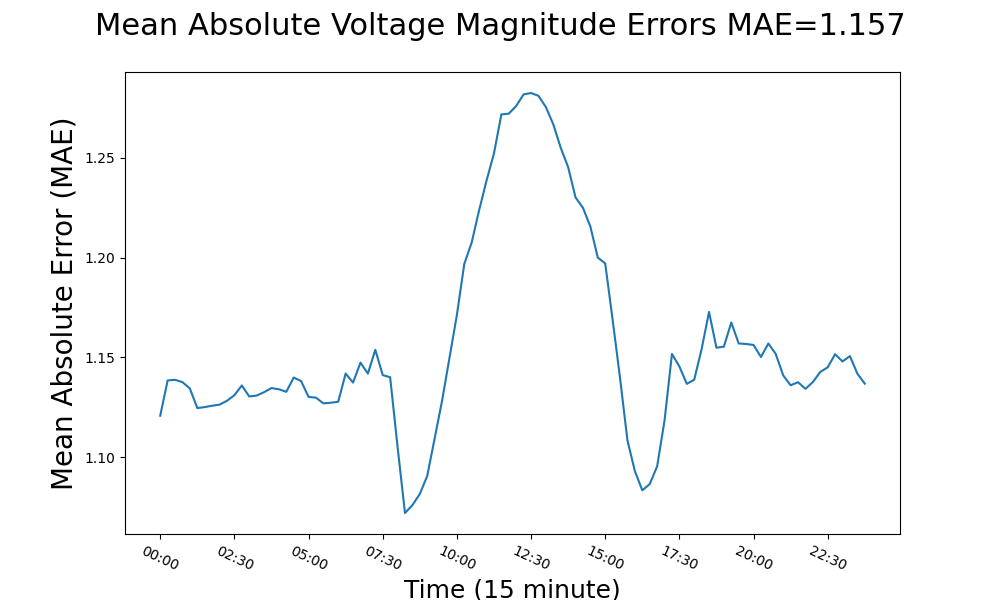 Mean Absolute Voltage Magnitude Errors MAE=1.157
Mean Absolute Error (MAE)
1.25
1.20
1.15
1.10
00:00 02:30 05:00 07:30 10:00 12:30 15:00 17:30 20:00 22:30
Time (15 minute)